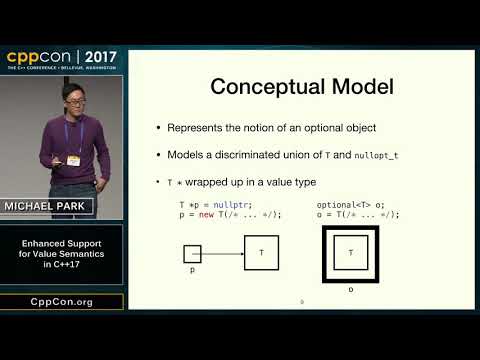 cppcon | 2017
THE C++ CONFERENCE • BELLEVUE, WASHINGTON
MICHAEL PARK
Enhanced Support
for Value Semantics
in C++17
CppCon.org
Conceptual Model
• Represents the notion of an optional object
• Models a discriminated union of T and nullopt_t
• T * wrapped up in a value type
T *p = nullptr;
p = new T(/* ... */);
optional<T> o;
o = T(/* ... */);
T
p
T
o